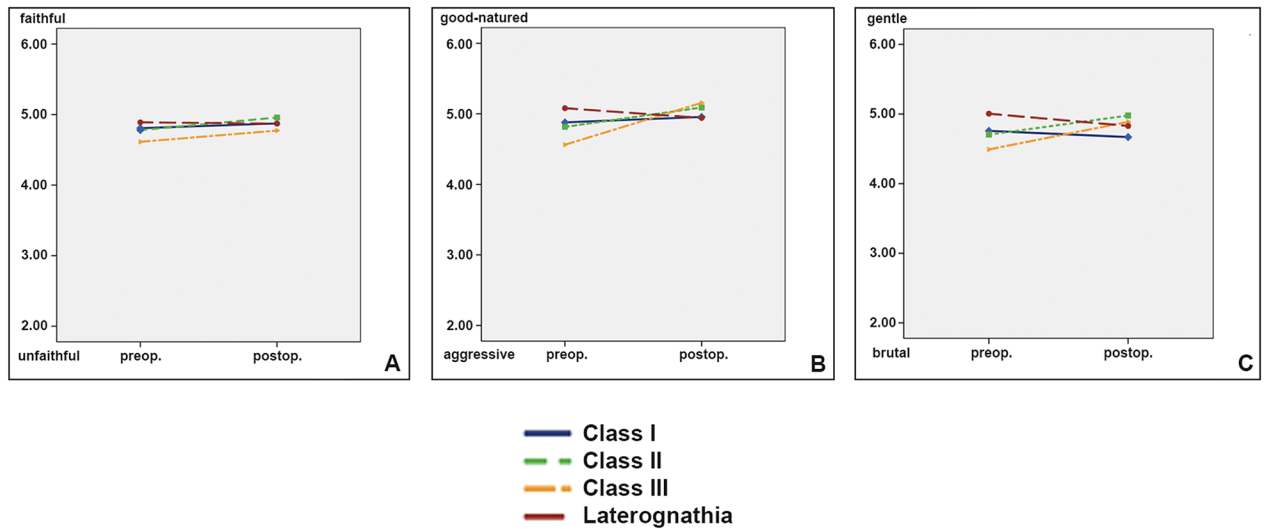 faithful
6.00
5.00
4.00
3.00
2.00
unfaithful preop. postop. A
good-natured
6.00
5.00
4.00
3.00
2.00
aggressive preop. postop. B
gentle
6.00
5.00
4.00
3.00
2.00
brutal preop. postop. C
Class I
Class II
Class III
Laterognathia